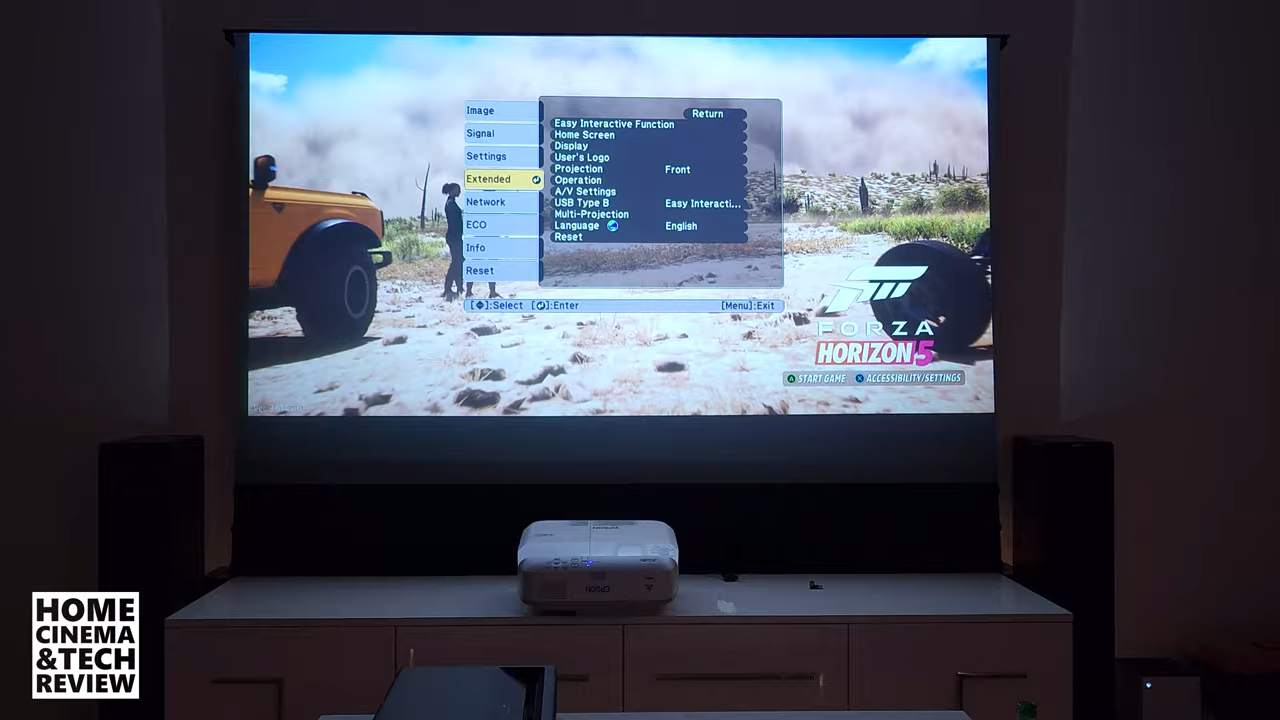 Image
Signal
Settings
Extended
Network
ECO
Info
Reset
Return
Easy Interactive Function
Home Screen
Display
User's Logo
Projection Front
Operation
A/V Settings
USB Type B Easy Interacti...
Multi-Projection
Language English
Reset
[ ]:Select [ ]:Enter [Menu]:Exit
FORZA
HORIZON 5
A START GAME X ACCESSIBILITY/SETTINGS
EPSON
HOME
CINEMA
&TECH
REVIEW